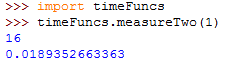 >>> import timeFuncs
>>> timeFuncs.measureTwo(1)
16
0.0189352663363